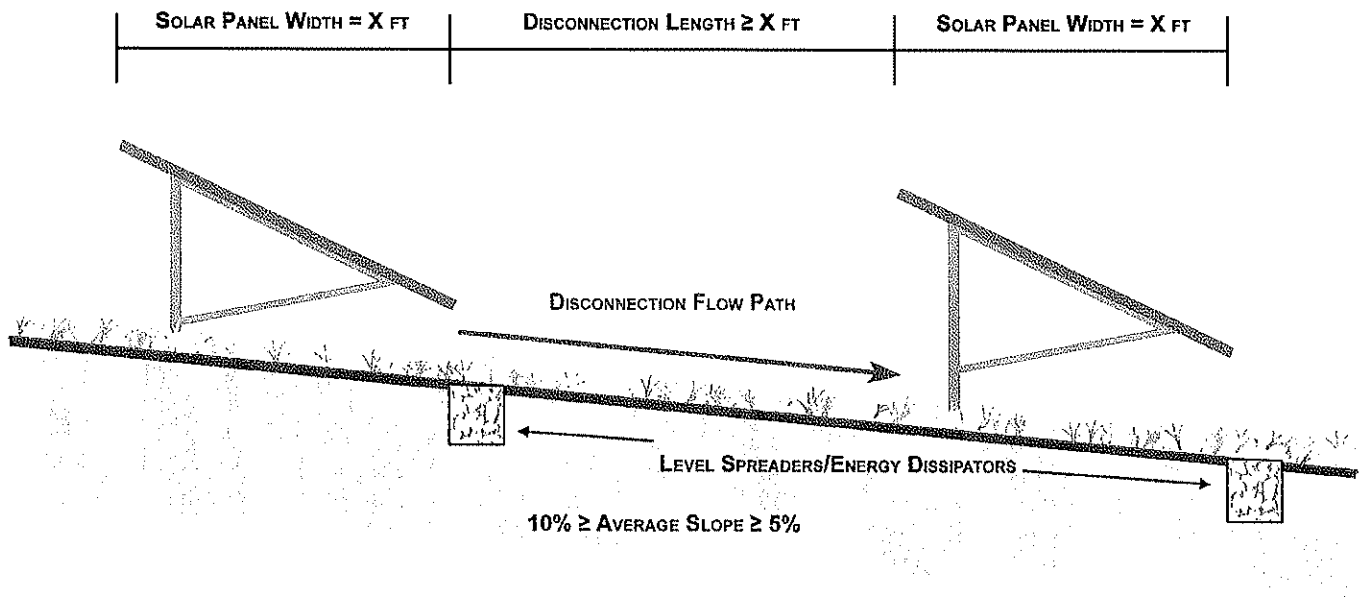 SOLAR PANEL WIDTH = X FT
DISCONNECTION LENGTH ≥ X FT
SOLAR PANEL WIDTH = X FT
DISCONNECTION FLOW PATH
LEVEL SPREADERS/ENERGY DISSIPATORS
10% ≥ AVERAGE SLOPE ≥ 5%